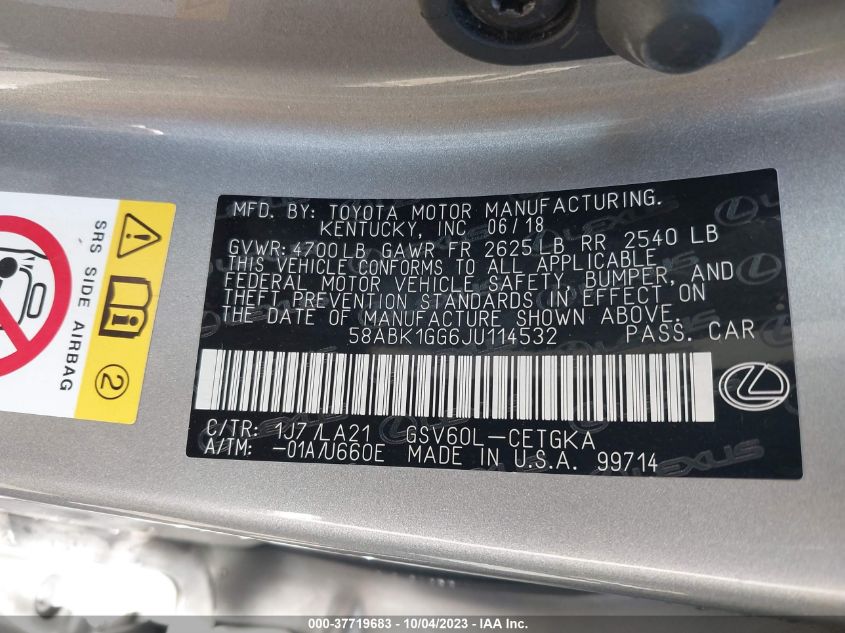 MFD. BY: TOYOTA MOTOR MANUFACTURING.
KENTUCKY, INC 06/18
GVWR: 4700LB GAWR FR 2625LB RR 2540 LB
THIS VEHICLE CONFORMS TO ALL APPLICABLE
FEDERAL MOTOR VEHICLE SAFETY, BUMPER, AND
THEFT PREVENTION STANDARDS IN EFFECT ON
THE DATE OF MANUFACTURE SHOWN ABOVE.
58ABK1GG6JU114532 PASS. CAR
C/TR: 1J7/LA21 GSV60L-CETGKA
A/TM: -01A/U660E MADE IN U.S.A. 99714
LEXUS
SRS SIDE AIRBAG
2
000-37719683 - 10/04/2023 - IAA Inc.